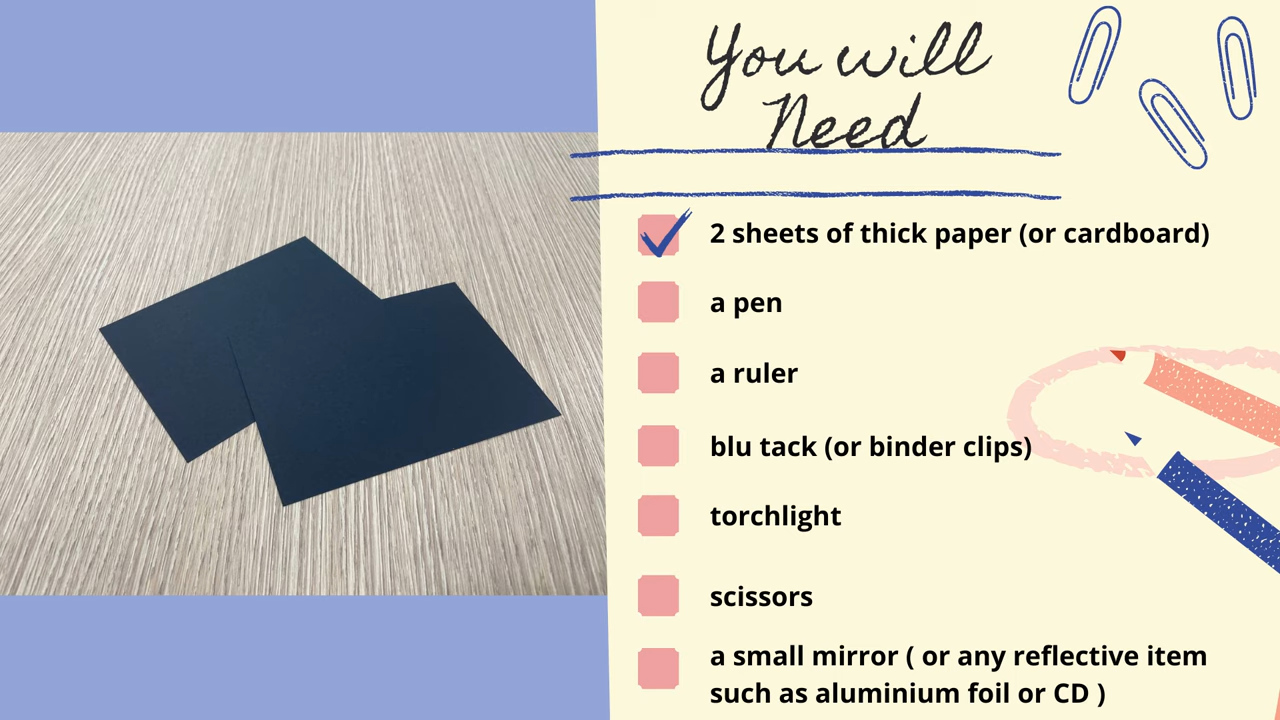 You will
Need
2 sheets of thick paper (or cardboard)
a pen
a ruler
blu tack (or binder clips)
torchlight
scissors
a small mirror ( or any reflective item
such as aluminium foil or CD )